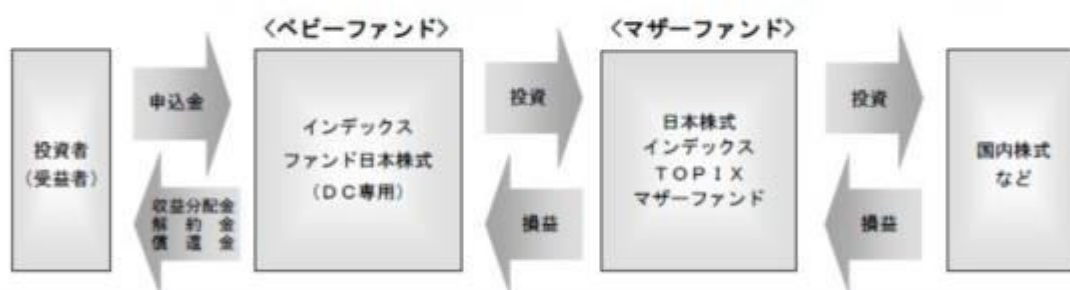 〈ベビーファンド〉
〈マザーファンド〉
投資者
（受益者）
申込金
収益分配金
解約金
償還金
インデックス
ファンド日本株式
（DC専用）
投資
損益
日本株式
インデックス
TOPIX
マザーファンド
投資
損益
国内株式
など